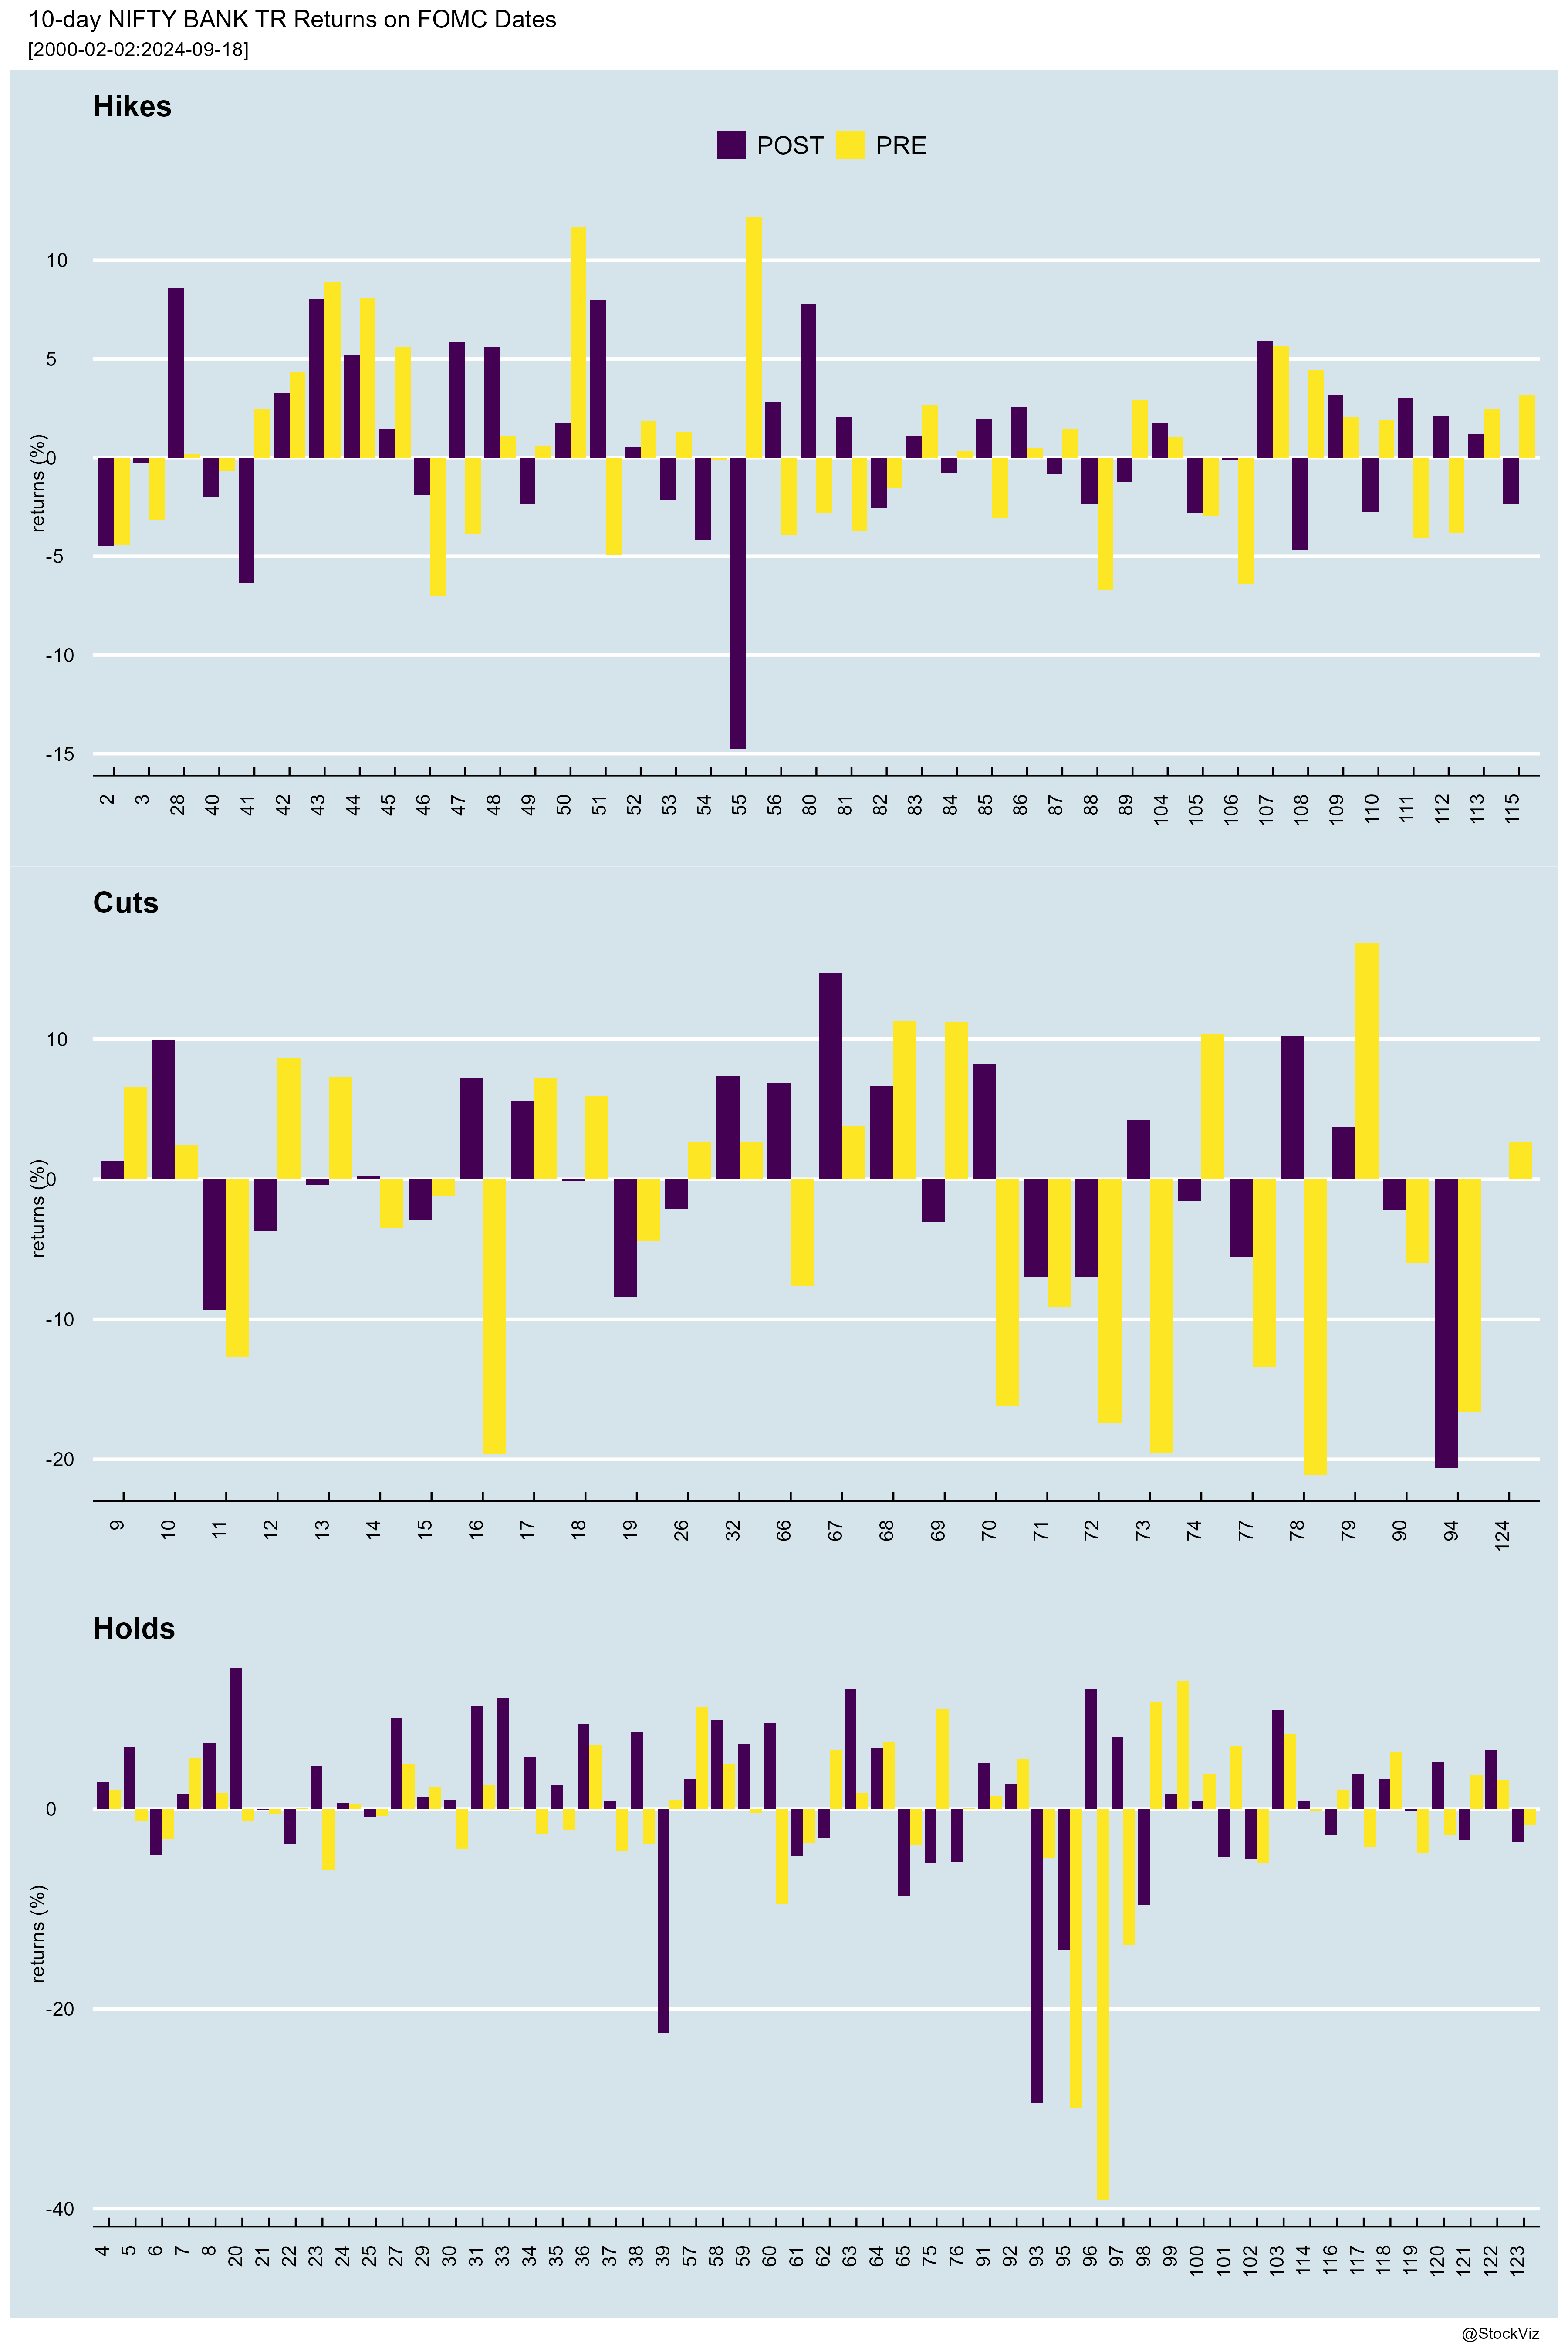 10-day NIFTY BANK TR Returns on FOMC Dates
[2000-02-02:2024-09-18]
Hikes
POST PRE
10
5
0
-5
-10
-15
returns (%)
2 3 28 40 41 42 43 44 45 46 47 48 49 50 51 52 53 54 55 56 80 81 82 83 84 85 86 87 88 89 104 105 106 107 108 109 110 111 112 113 115
Cuts
10
0
-10
-20
returns (%)
9 10 11 12 13 14 15 16 17 18 19 26 32 66 67 68 69 70 71 72 73 74 77 78 79 90 94 124
Holds
0
-20
-40
returns (%)
4 5 6 7 8 20 21 22 23 24 25 27 29 30 31 33 34 35 36 37 38 39 57 58 59 60 61 62 63 64 65 75 76 91 92 93 95 96 97 98 99 100 101 102 103 114 116 117 118 119 120 121 122 123
@StockViz